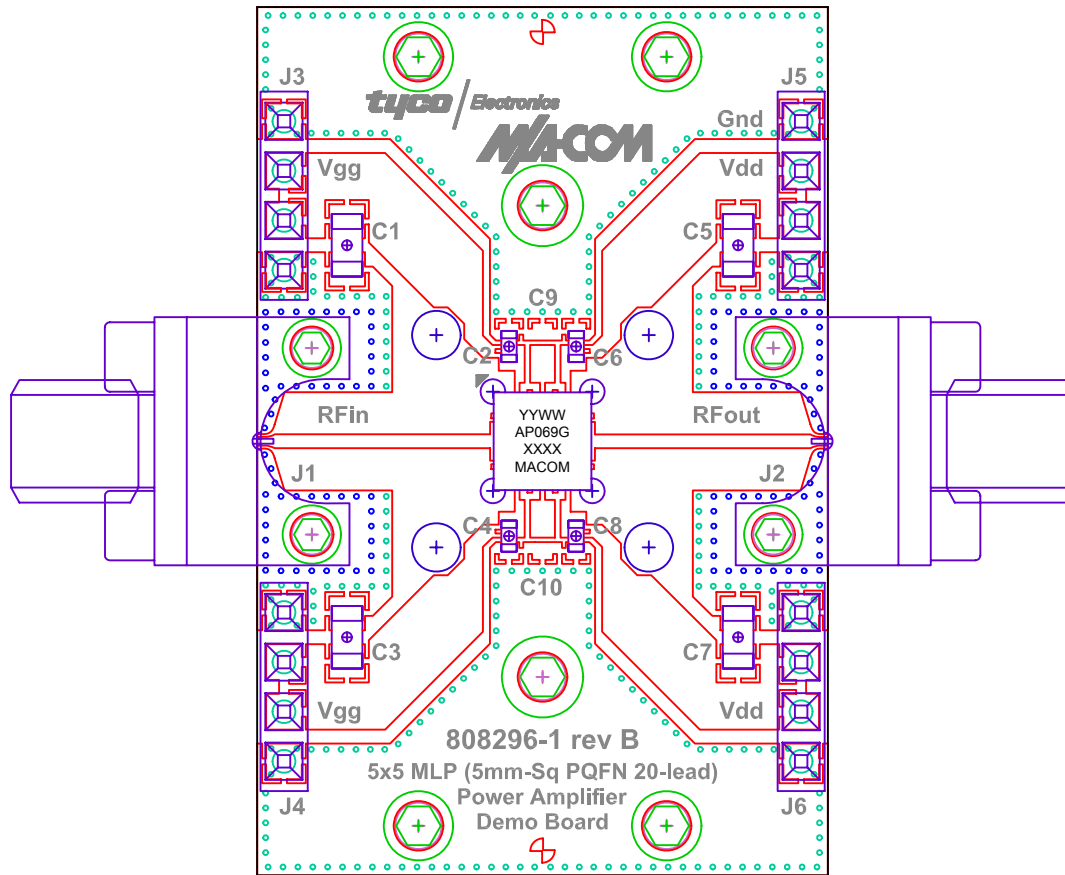 J3
J5
tyco / Electronics
M/A-COM
Gnd
Vgg
Vdd
C1
C5
C9
C2
C6
RFin
RFout
YYWW
AP069G
XXXX
MACOM
J1
J2
C4
C8
C10
C3
C7
Vgg
Vdd
808296-1 rev B
5x5 MLP (5mm-Sq PQFN 20-lead)
Power Amplifier
Demo Board
J4
J6